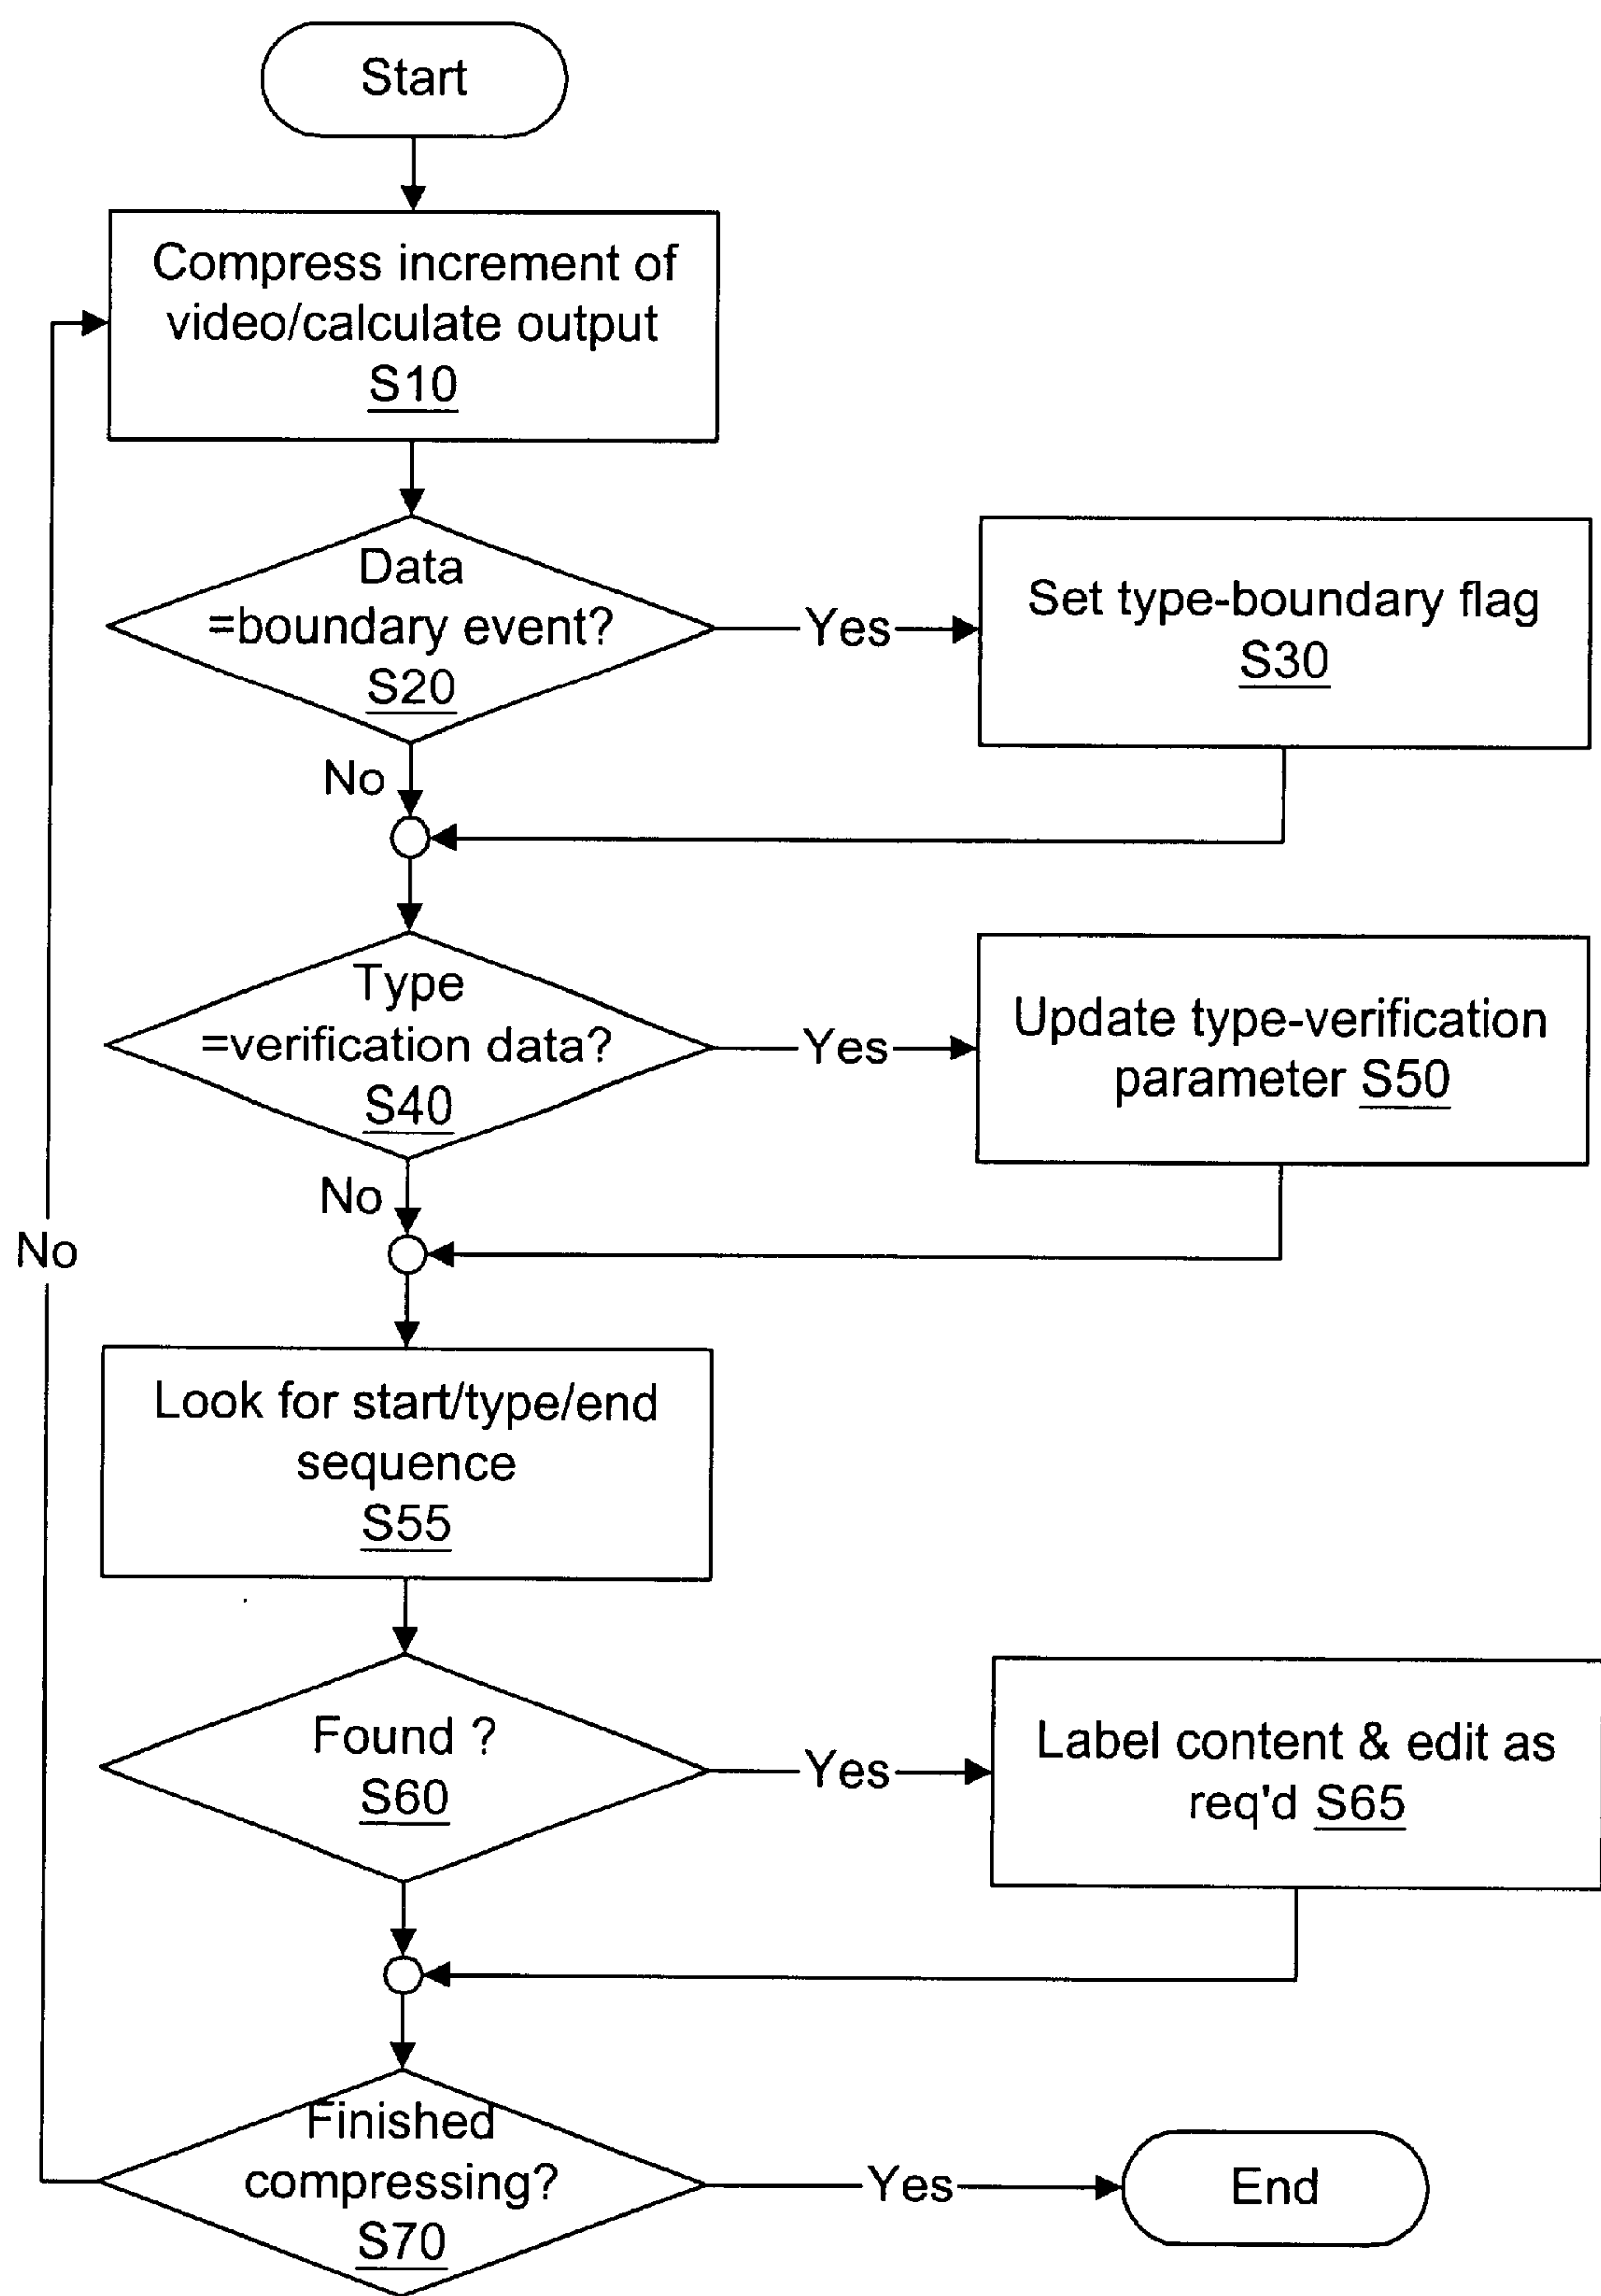 Start
Compress increment of
video/calculate output
S10
Data
=boundary event?
S20
Yes
Set type-boundary flag
S30
No
Type
=verification data?
S40
Yes
Update type-verification
parameter S50
No
No
Look for start/type/end
sequence
S55
Found ?
S60
Yes
Label content & edit as
req'd S65
Finished
compressing?
S70
Yes
End